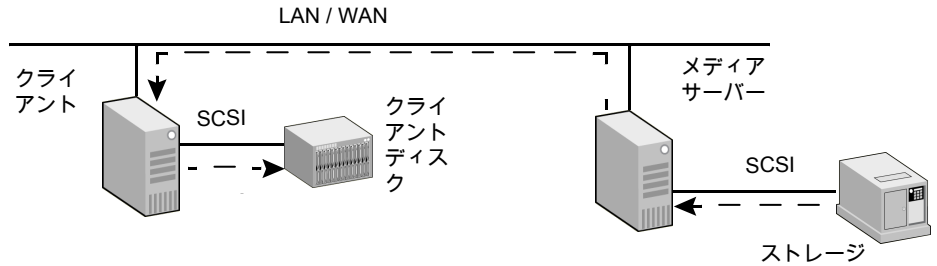 LAN / WAN
クライ
アント
SCSI
クライ
アント
ディス
ク
メディア
サーバー
SCSI
ストレージ